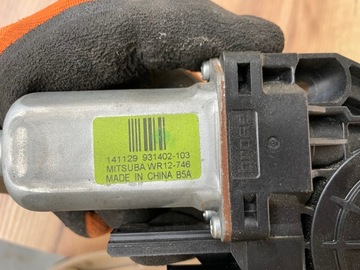 141129 931402-103
MITSUBA WR12-746
MADE IN CHINA B5A